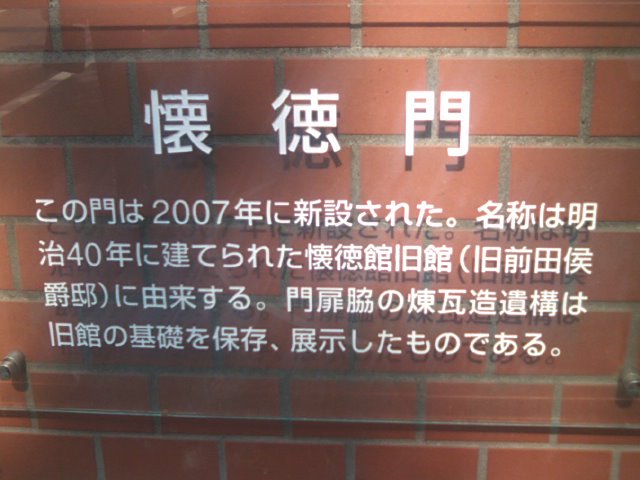 懐徳門
この門は2007年に新設された。名称は明
治40年に建てられた懐徳館旧館(旧前田侯
爵邸)に由来する。門扉脇の煉瓦造遺構は
旧館の基礎を保存、展示したものである。